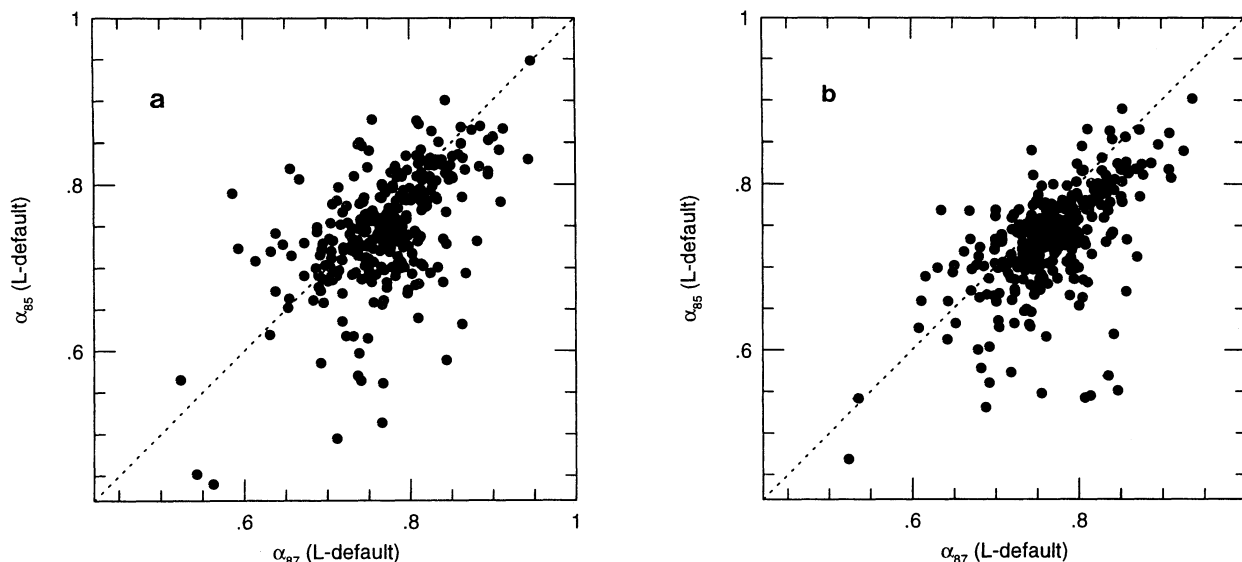 1
a
.8
.6
α₈₅ (L-default)
.6
.8
1
α₈₇ (L-default)
1
b
.8
.6
α₈₅ (L-default)
.6
.8
α₈₇ (L-default)